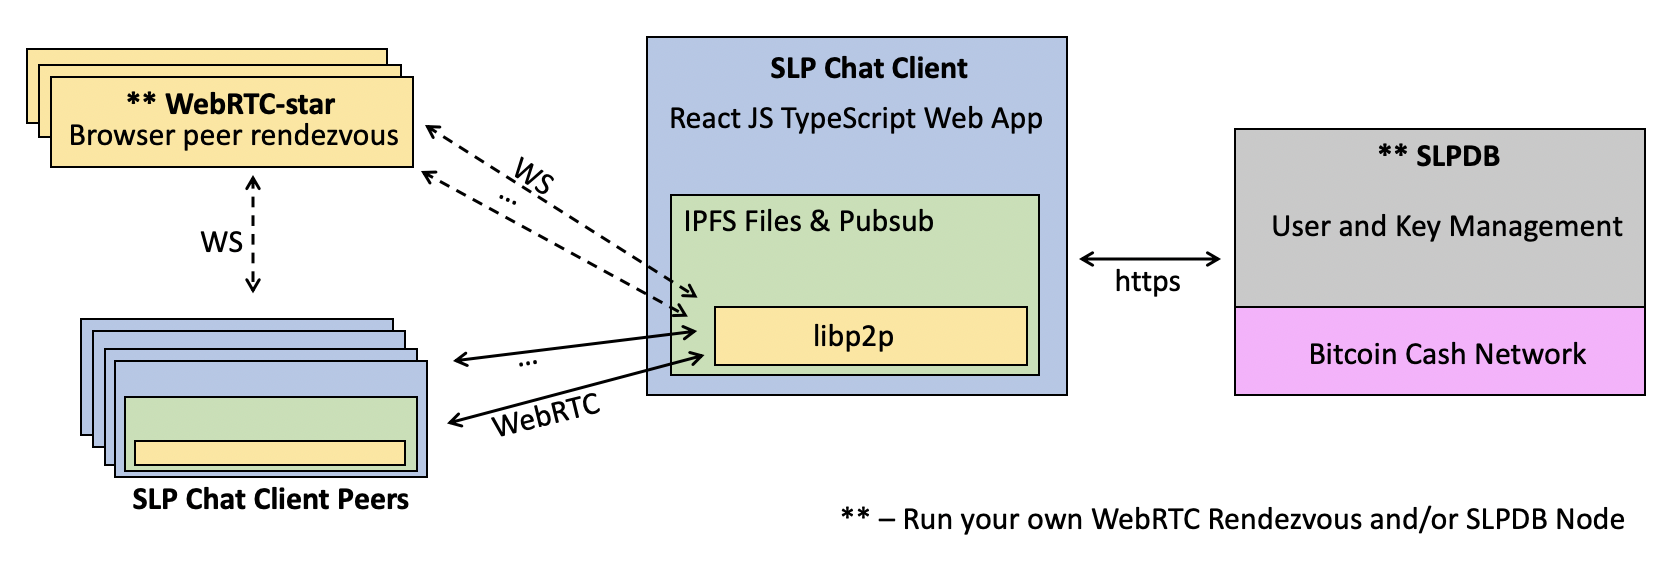 ** WebRTC-star
Browser peer rendezvous
WS
SLP Chat Client Peers
WS
...
...
WebRTC
SLP Chat Client
React JS TypeScript Web App
IPFS Files & Pubsub
libp2p
https
** SLPDB
User and Key Management
Bitcoin Cash Network
** – Run your own WebRTC Rendezvous and/or SLPDB Node